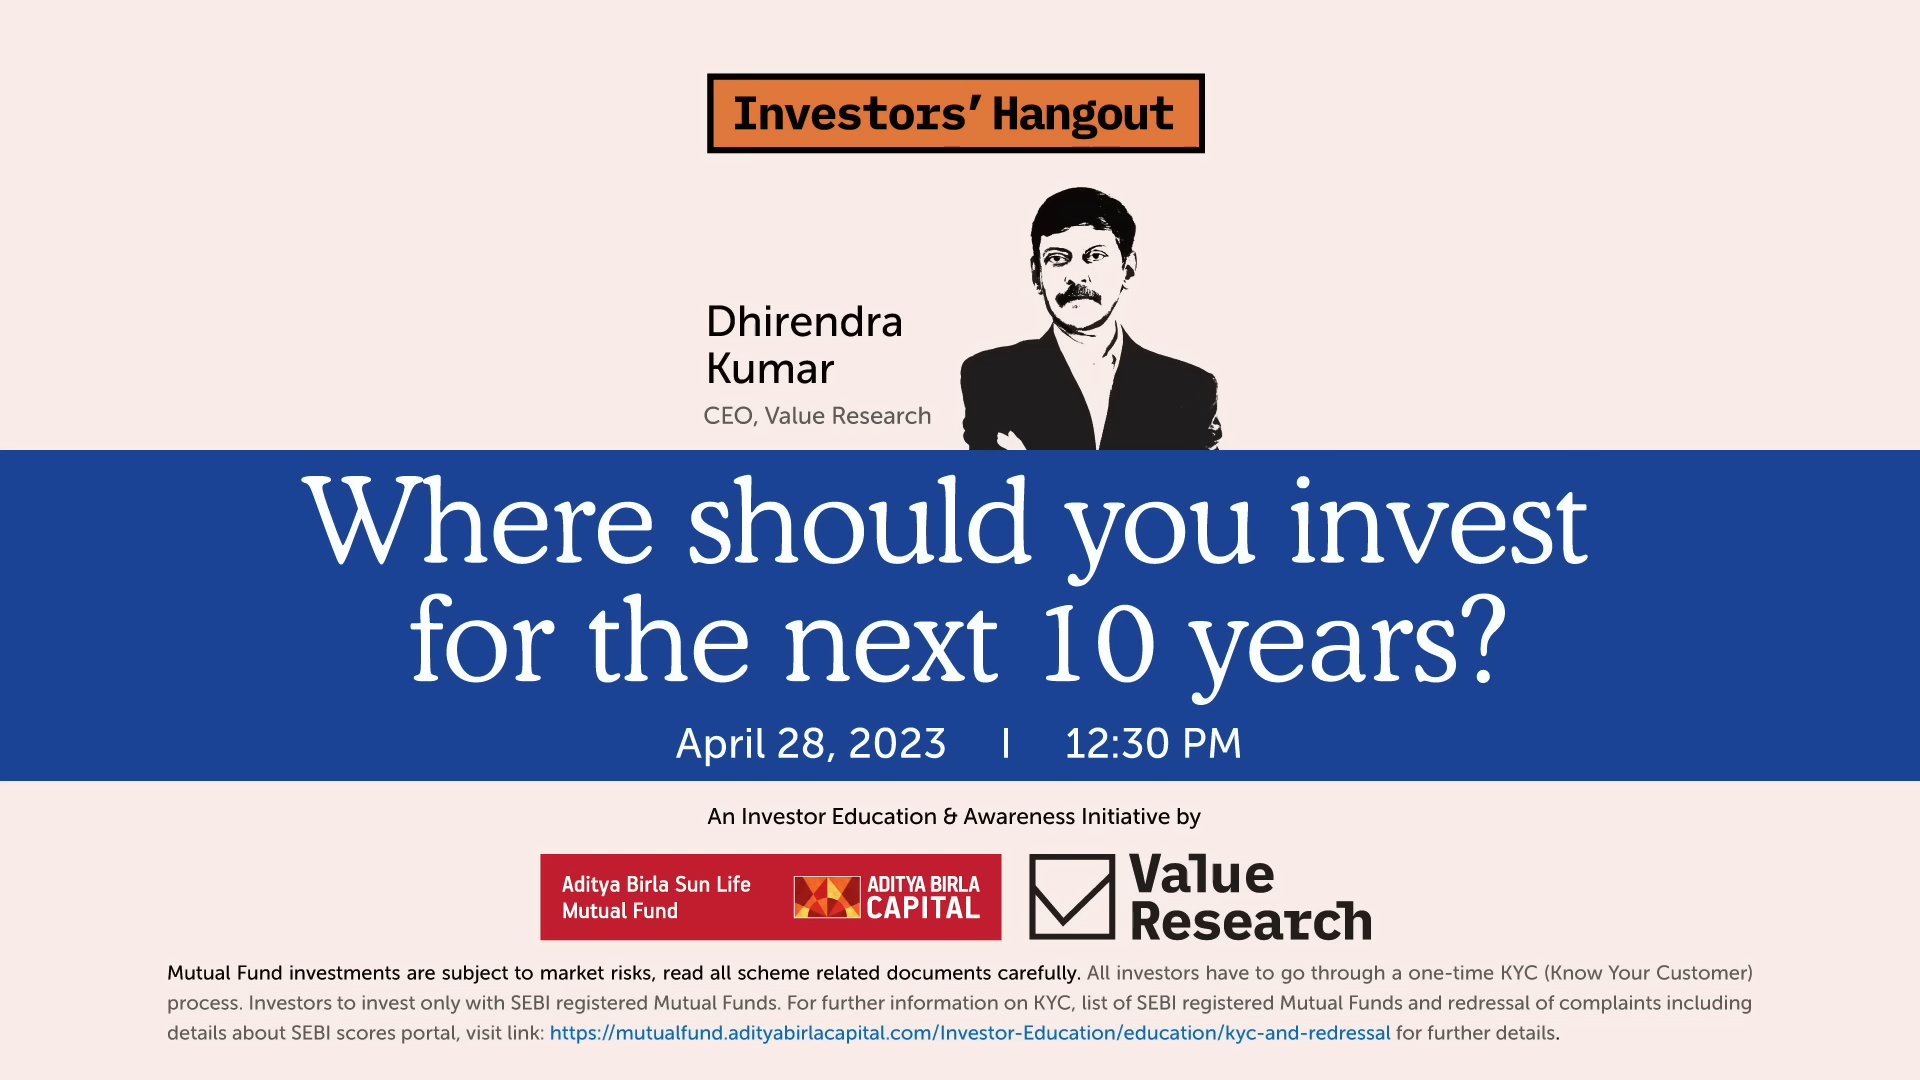 Investors’ Hangout
Dhirendra
Kumar
CEO, Value Research
Where should you invest
for the next 10 years?
April 28, 2023 | 12:30 PM
An Investor Education & Awareness Initiative by
Aditya Birla Sun Life
Mutual Fund
ADITYA BIRLA
CAPITAL
Value
Research
Mutual Fund investments are subject to market risks, read all scheme related documents carefully. All investors have to go through a one-time KYC (Know Your Customer)
process. Investors to invest only with SEBI registered Mutual Funds. For further information on KYC, list of SEBI registered Mutual Funds and redressal of complaints including
details about SEBI scores portal, visit link: https://mutualfund.adityabirlacapital.com/Investor-Education/education/kyc-and-redressal for further details.